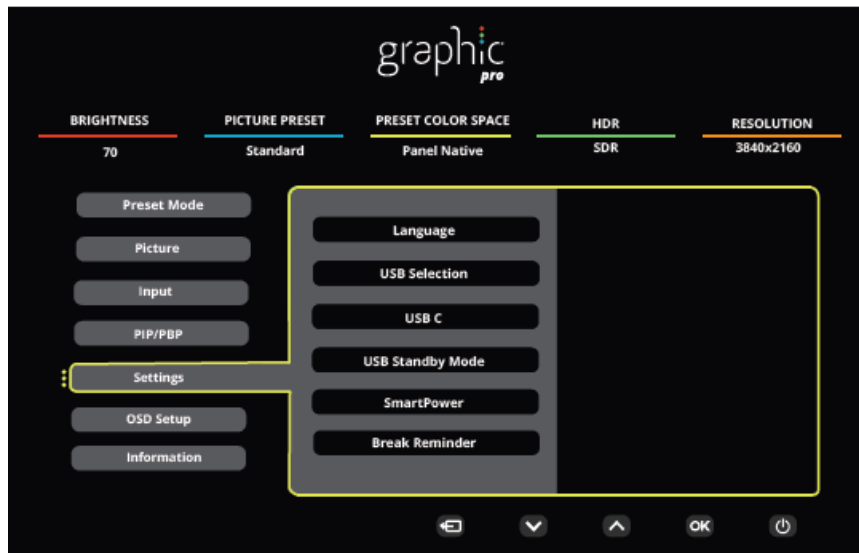 graphic
pro
BRIGHTNESS PICTURE PRESET PRESET COLOR SPACE HDR RESOLUTION
70 Standard Panel Native SDR 3840x2160
Preset Mode
Picture
Input
PIP/PBP
Settings
OSD Setup
Information
Language
USB Selection
USB C
USB Standby Mode
SmartPower
Break Reminder
OK